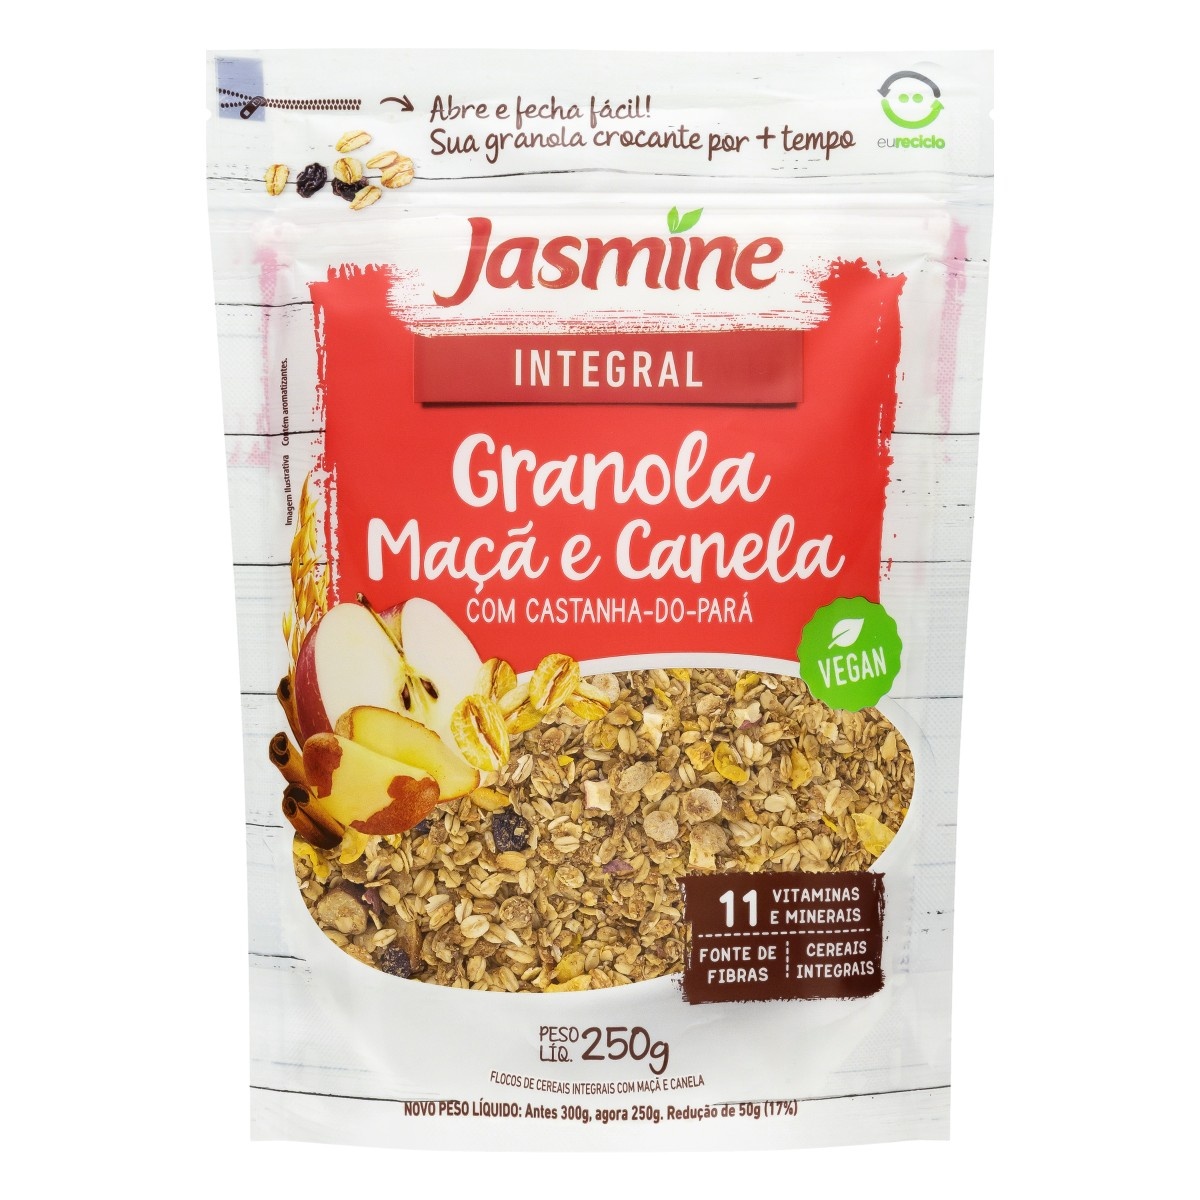 Abre e fecha fácil!
Sua granola crocante por + tempo
eureciclo
Jasmine
INTEGRAL
Granola
Maçã e Canela
COM CASTANHA-DO-PARÁ
VEGAN
Imagem Ilustrativa Contém aromatizantes.
11 VITAMINAS
E MINERAIS
FONTE DE
FIBRAS
CEREAIS
INTEGRAIS
PESO
LÍQ. 250g
FLOCOS DE CEREAIS INTEGRAIS COM MAÇÃ E CANELA
NOVO PESO LÍQUIDO: Antes 300g, agora 250g. Redução de 50g (17%)